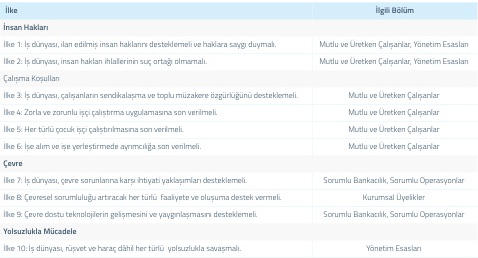 İlke İlgili Bölüm
İnsan Hakları
İlke 1: İş dünyası, ilan edilmiş insan haklarını desteklemeli ve haklara saygı duymalı. Mutlu ve Üretken Çalışanlar, Yönetim Esasları
İlke 2: İş dünyası, insan hakları ihlallerinin suç ortağı olmamalı. Mutlu ve Üretken Çalışanlar, Yönetim Esasları
Çalışma Koşulları
İlke 3: İş dünyası, çalışanların sendikalaşma ve toplu müzakere özgürlüğünü desteklemeli. Mutlu ve Üretken Çalışanlar
İlke 4: Zorla ve zorunlu işçi çalıştırma uygulamasına son verilmeli. Mutlu ve Üretken Çalışanlar
İlke 5: Her türlü çocuk işçi çalıştırılmasına son verilmeli. Mutlu ve Üretken Çalışanlar
İlke 6: İşe alım ve işe yerleştirmede ayrımcılığa son verilmeli. Mutlu ve Üretken Çalışanlar
Çevre
İlke 7: İş dünyası, çevre sorunlarına karşı ihtiyati yaklaşımları desteklemeli. Sorumlu Bankacılık, Sorumlu Operasyonlar
İlke 8: Çevresel sorumluluğu artıracak her türlü faaliyete ve oluşuma destek vermeli. Kurumsal Üyelikler
İlke 9: Çevre dostu teknolojilerin gelişmesini ve yaygınlaşmasını desteklemeli. Sorumlu Bankacılık, Sorumlu Operasyonlar
Yolsuzlukla Mücadele
İlke 10: İş dünyası, rüşvet ve haraç dâhil her türlü yolsuzlukla savaşmalı. Yönetim Esasları